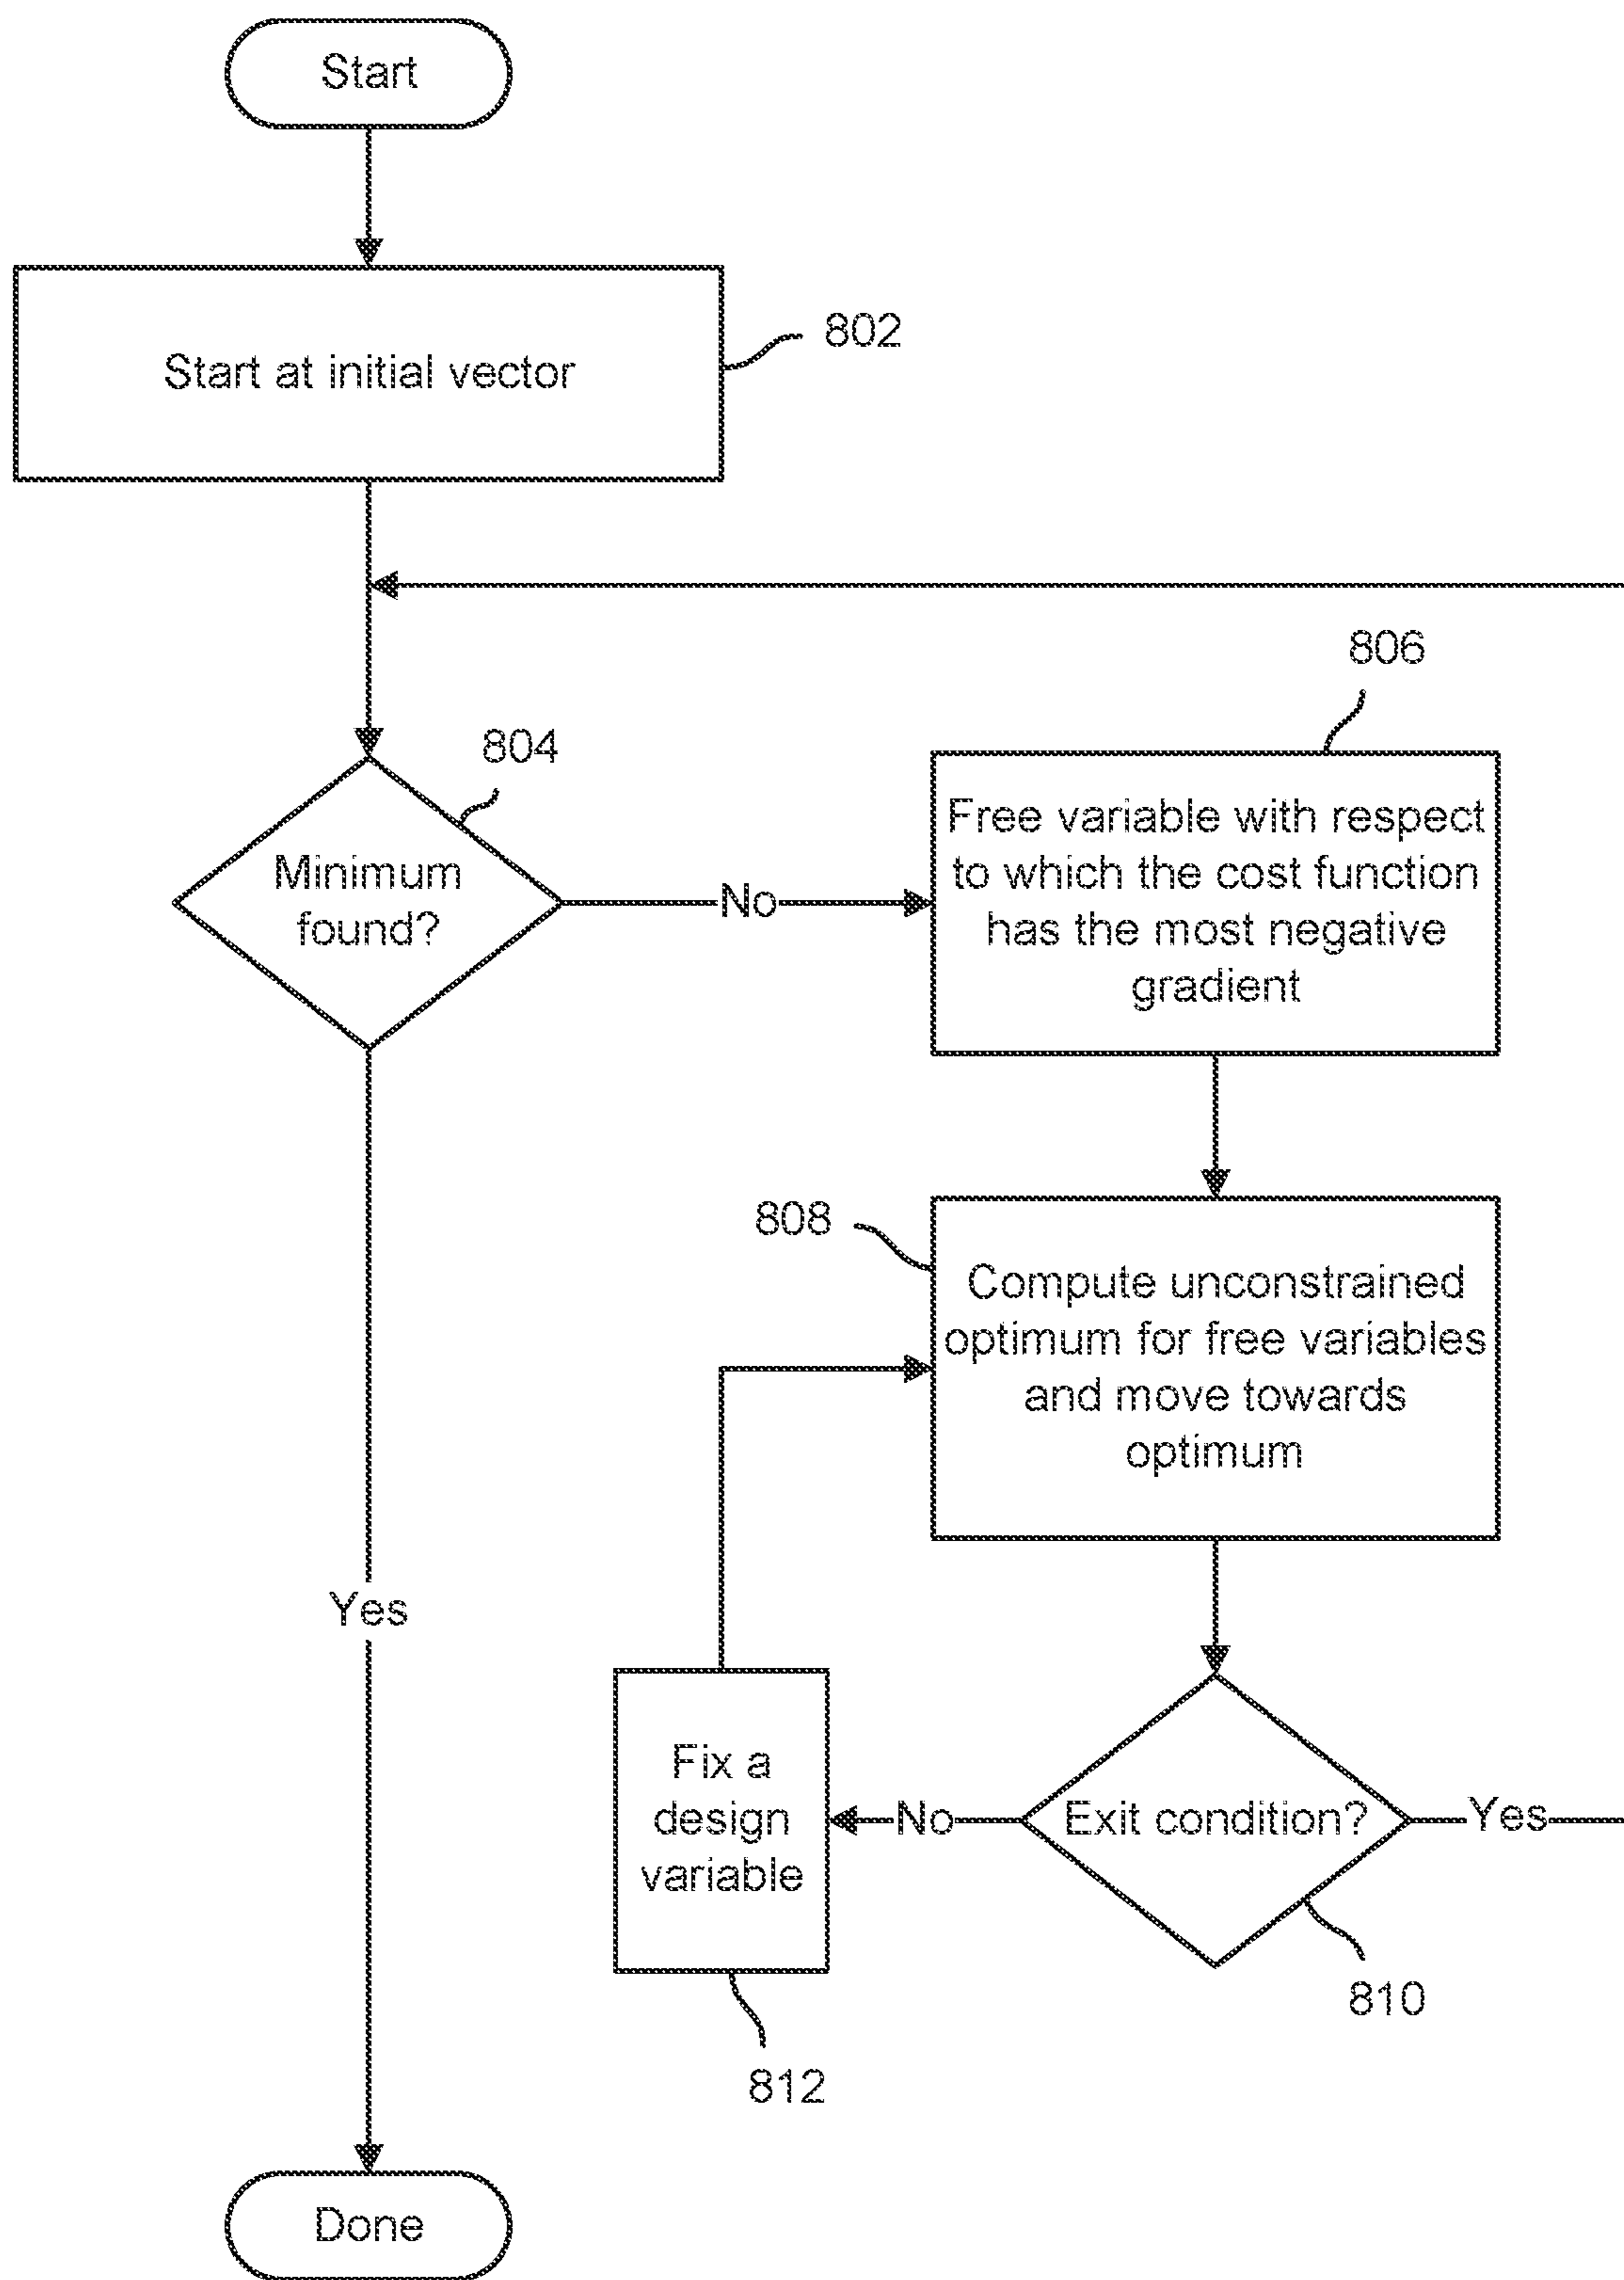 Start
Start at initial vector
802
806
804
Minimum
found?
No
Free variable with respect
to which the cost function
has the most negative
gradient
808
Compute unconstrained
optimum for free variables
and move towards
optimum
Yes
Fix a
design
variable
No
Exit condition?
Yes
810
812
Done